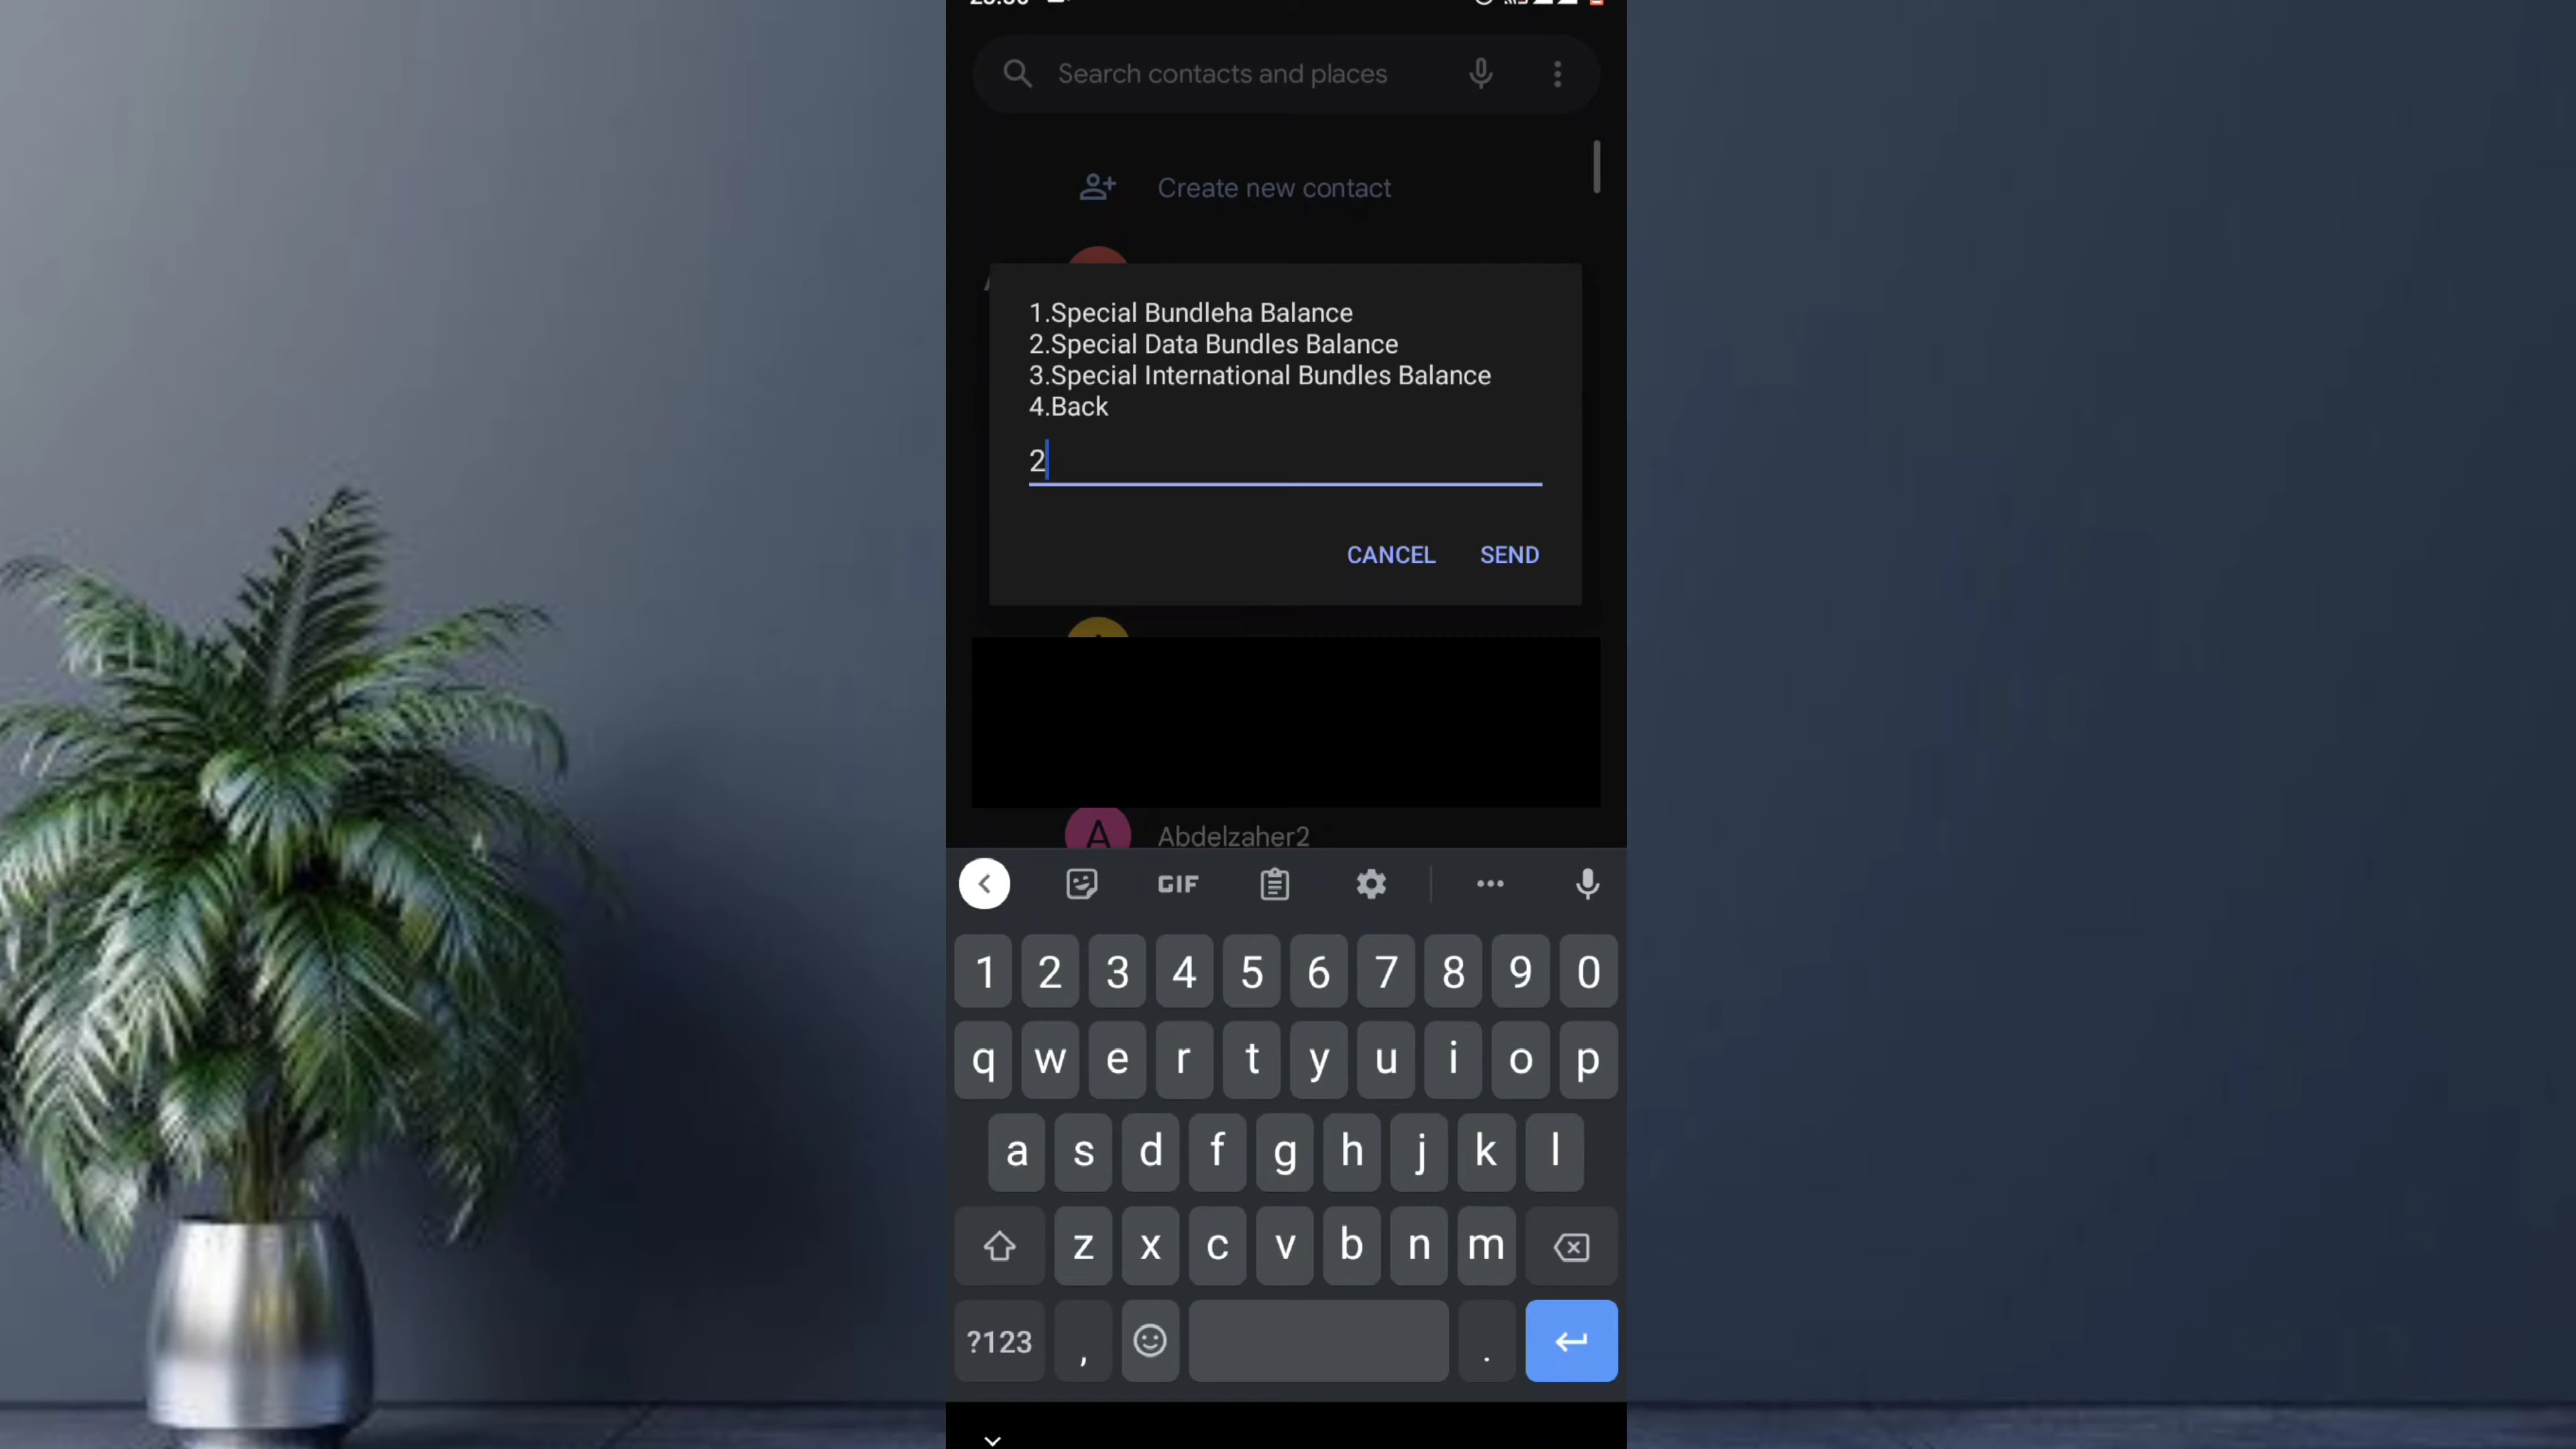 Search contacts and places
Create new contact
1.Special Bundleha Balance
2.Special Data Bundles Balance
3.Special International Bundles Balance
4.Back
2
CANCEL SEND
A Abdelzaher2
GIF
1 2 3 4 5 6 7 8 9 0
q w e r t y u i o p
a s d f g h j k l
z x c v b n m
?123 , .